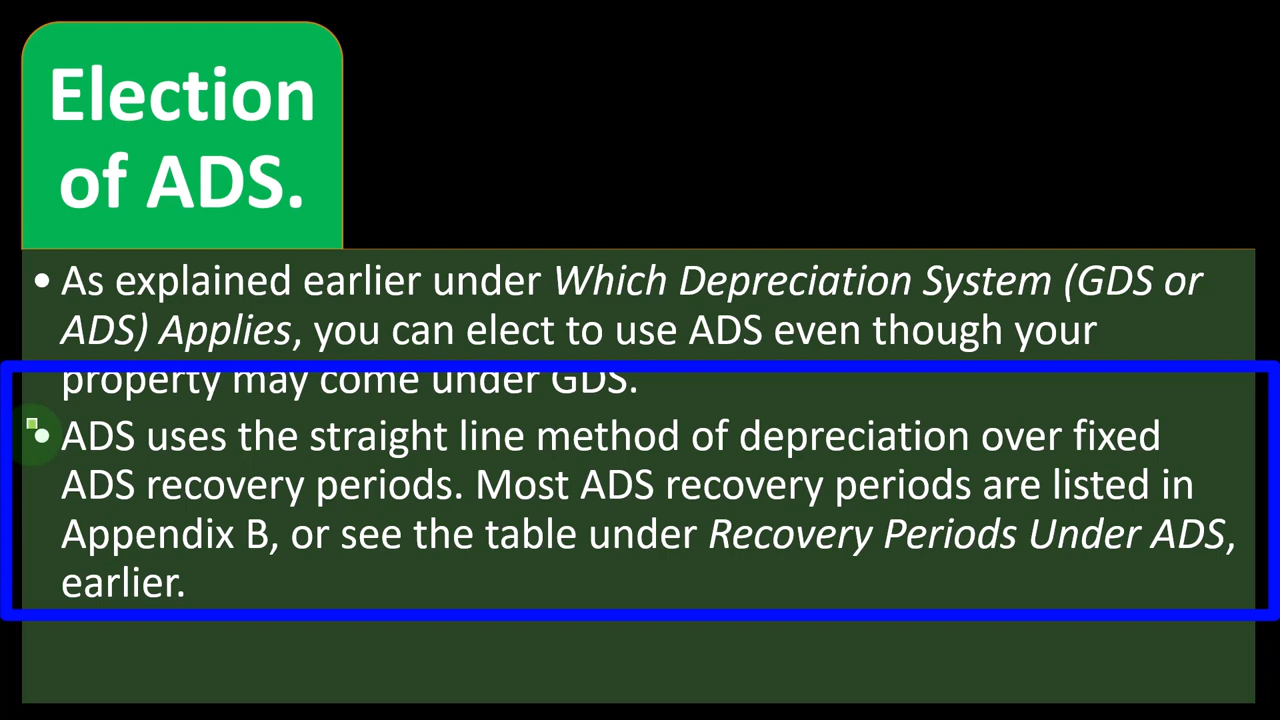 Election
of ADS.
• As explained earlier under Which Depreciation System (GDS or
ADS) Applies, you can elect to use ADS even though your
property may come under GDS.
• ADS uses the straight line method of depreciation over fixed
ADS recovery periods. Most ADS recovery periods are listed in
Appendix B, or see the table under Recovery Periods Under ADS,
earlier.